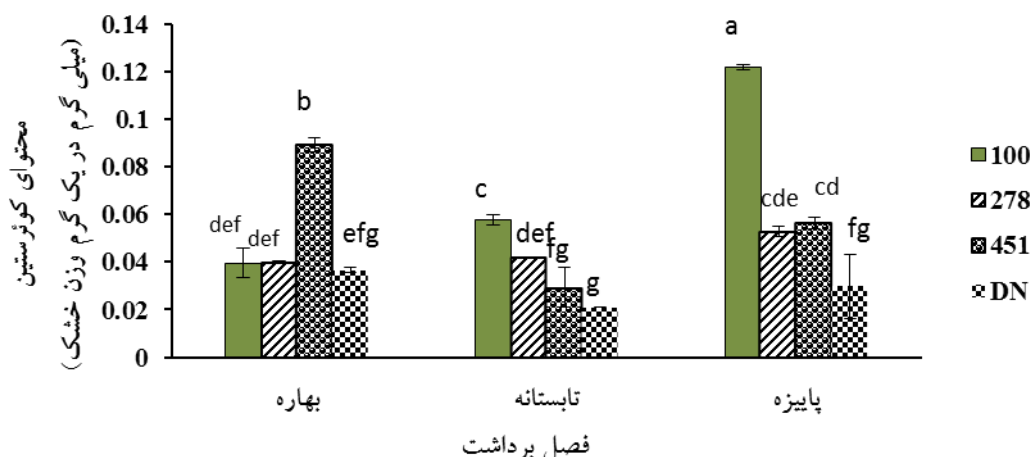 محتوای کوئرستین
(میلی گرم در یک گرم وزن خشک)
0.14
0.12
0.1
0.08
0.06
0.04
0.02
0
def
def
b
efg
c
def
fg
g
a
cde
cd
fg
بهاره
تابستانه
پاییزه
فصل برداشت
100
278
451
DN